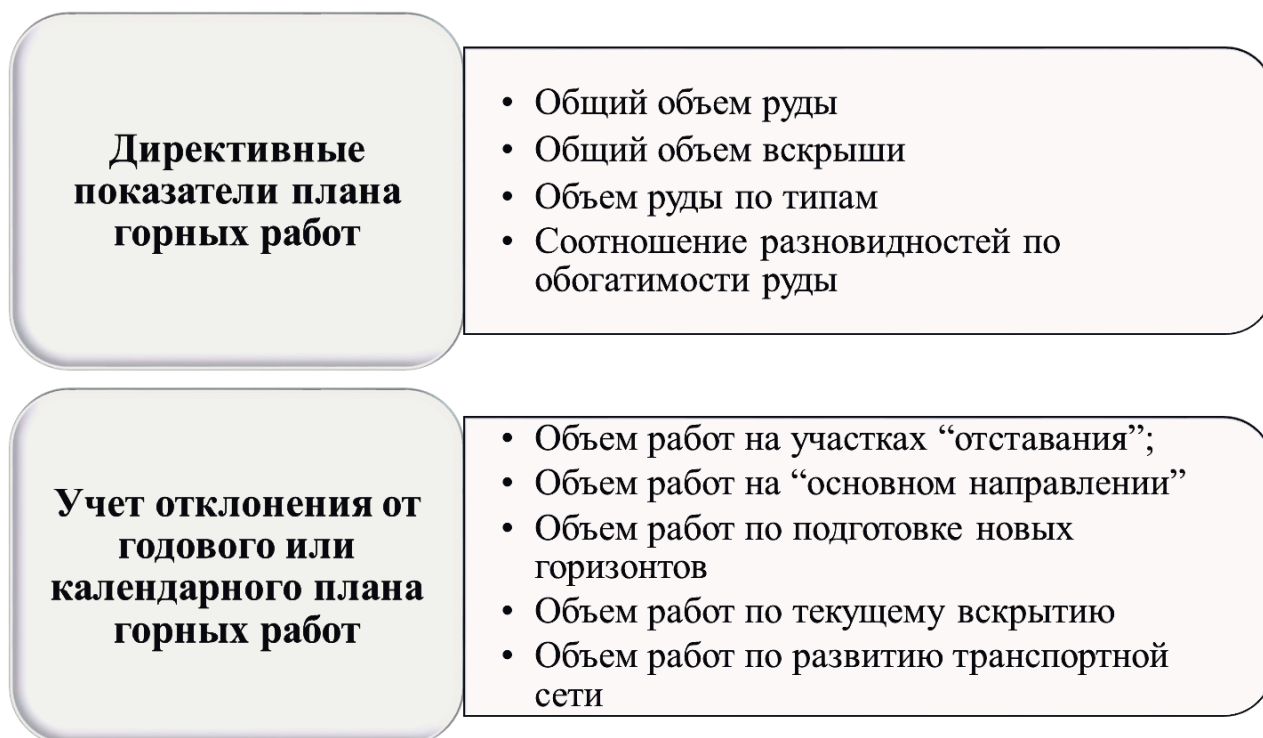 Директивные
показатели плана
горных работ
• Общий объем руды
• Общий объем вскрыши
• Объем руды по типам
• Соотношение разновидностей по
обогатимости руды
Учет отклонения от
годового или
календарного плана
горных работ
• Объем работ на участках “отставания”;
• Объем работ на “основном направлении”
• Объем работ по подготовке новых
горизонтов
• Объем работ по текущему вскрытию
• Объем работ по развитию транспортной
сети